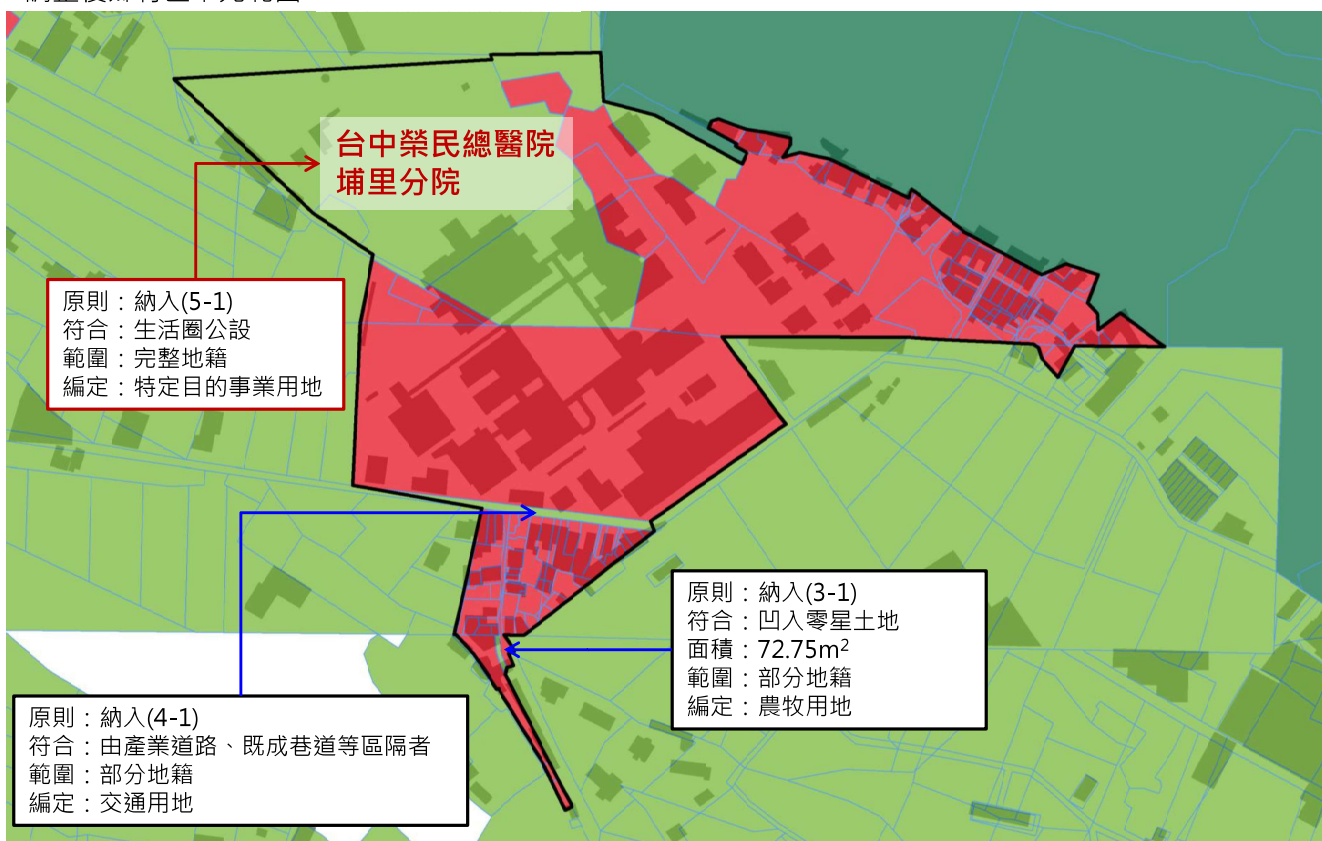 台中榮民總醫院
埔里分院
原則：納入(5-1)
符合：生活圈公設
範圍：完整地籍
編定：特定目的事業用地
原則：納入(3-1)
符合：凹入零星土地
面積：72.75m²
範圍：部分地籍
編定：農牧用地
原則：納入(4-1)
符合：由產業道路、既成巷道等區隔者
範圍：部分地籍
編定：交通用地